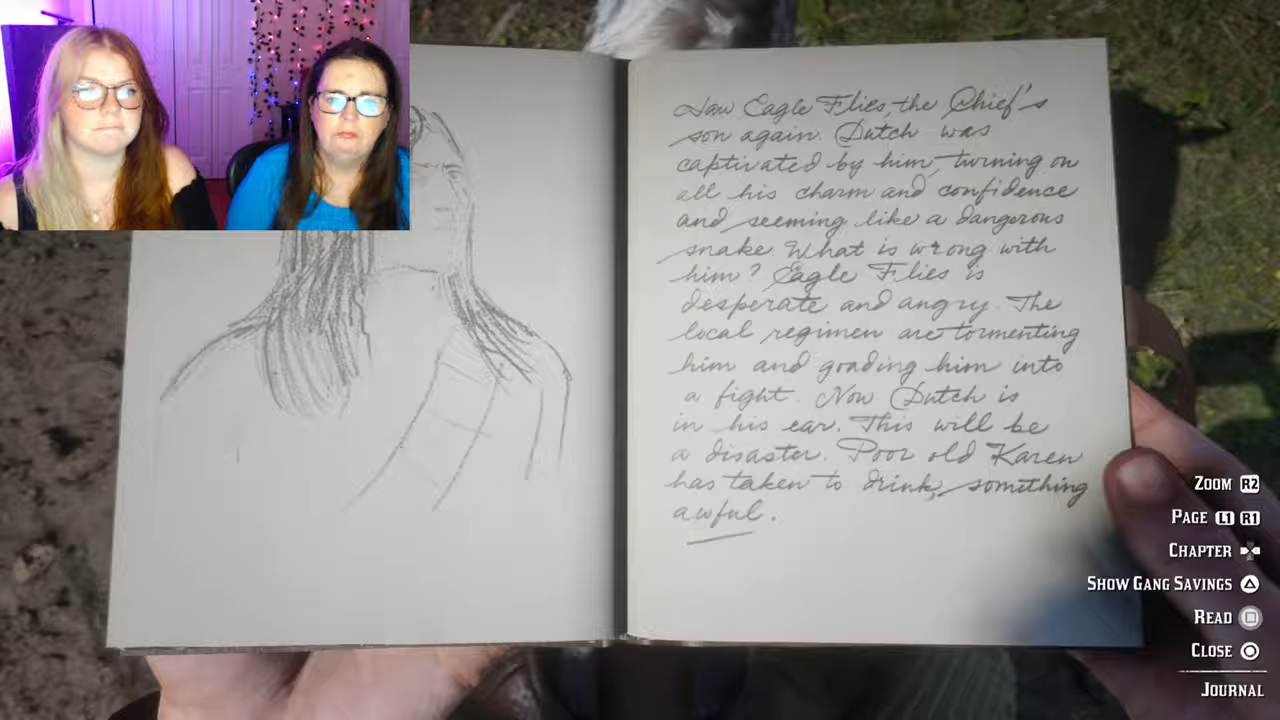 Saw Eagle Flies, the Chief's
son again. Dutch was
captivated by him, turning on
all his charm and confidence
and seeming like a dangerous
snake. What is wrong with
him? Eagle Flies is
desperate and angry. The
local regimen are tormenting
him and goading him into
a fight. Now Dutch is
in his ear. This will be
a disaster. Poor old Karen
has taken to drink, something
awful.
ZOOM R2
PAGE L1 R1
CHAPTER
SHOW GANG SAVINGS
READ
CLOSE
JOURNAL